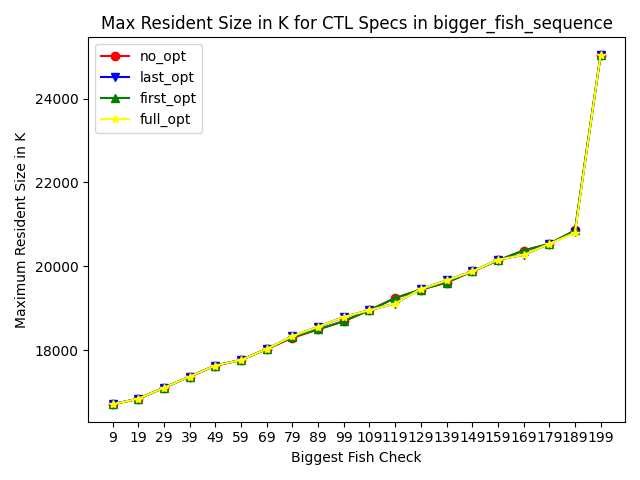 Max Resident Size in K for CTL Specs in bigger_fish_sequence
no_opt
last_opt
first_opt
full_opt
24000
22000
20000
18000
Maximum Resident Size in K
9 19 29 39 49 59 69 79 89 99 109 119 129 139 149 159 169 179 189 199
Biggest Fish Check